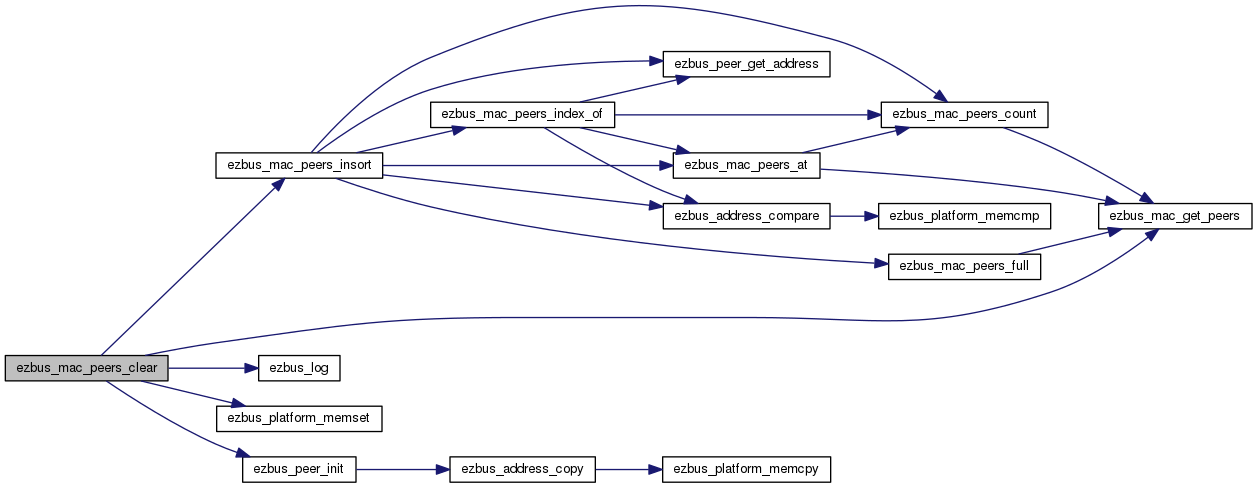 ezbus_peer_get_address
ezbus_mac_peers_index_of
ezbus_mac_peers_count
ezbus_mac_peers_insort
ezbus_mac_peers_at
ezbus_address_compare
ezbus_platform_memcmp
ezbus_mac_get_peers
ezbus_mac_peers_full
ezbus_mac_peers_clear
ezbus_log
ezbus_platform_memset
ezbus_peer_init
ezbus_address_copy
ezbus_platform_memcpy